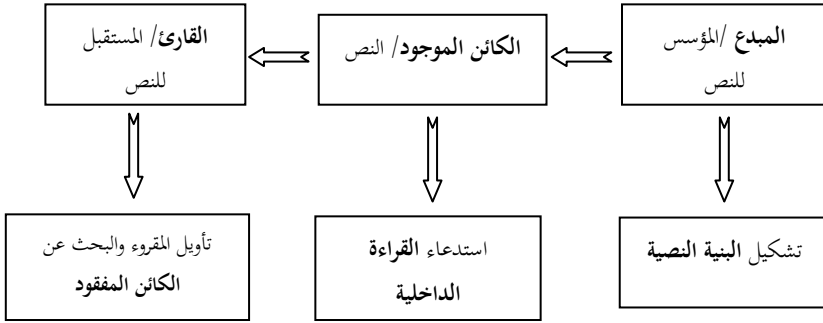 المبدع /المؤسس
للنص
الكائن الموجود/ النص
القارئ/ المستقبل
للنص
تشكيل البنية النصية
استدعاء القراءة
الداخلية
تأويل المقروء والبحث عن
الكائن المفقود